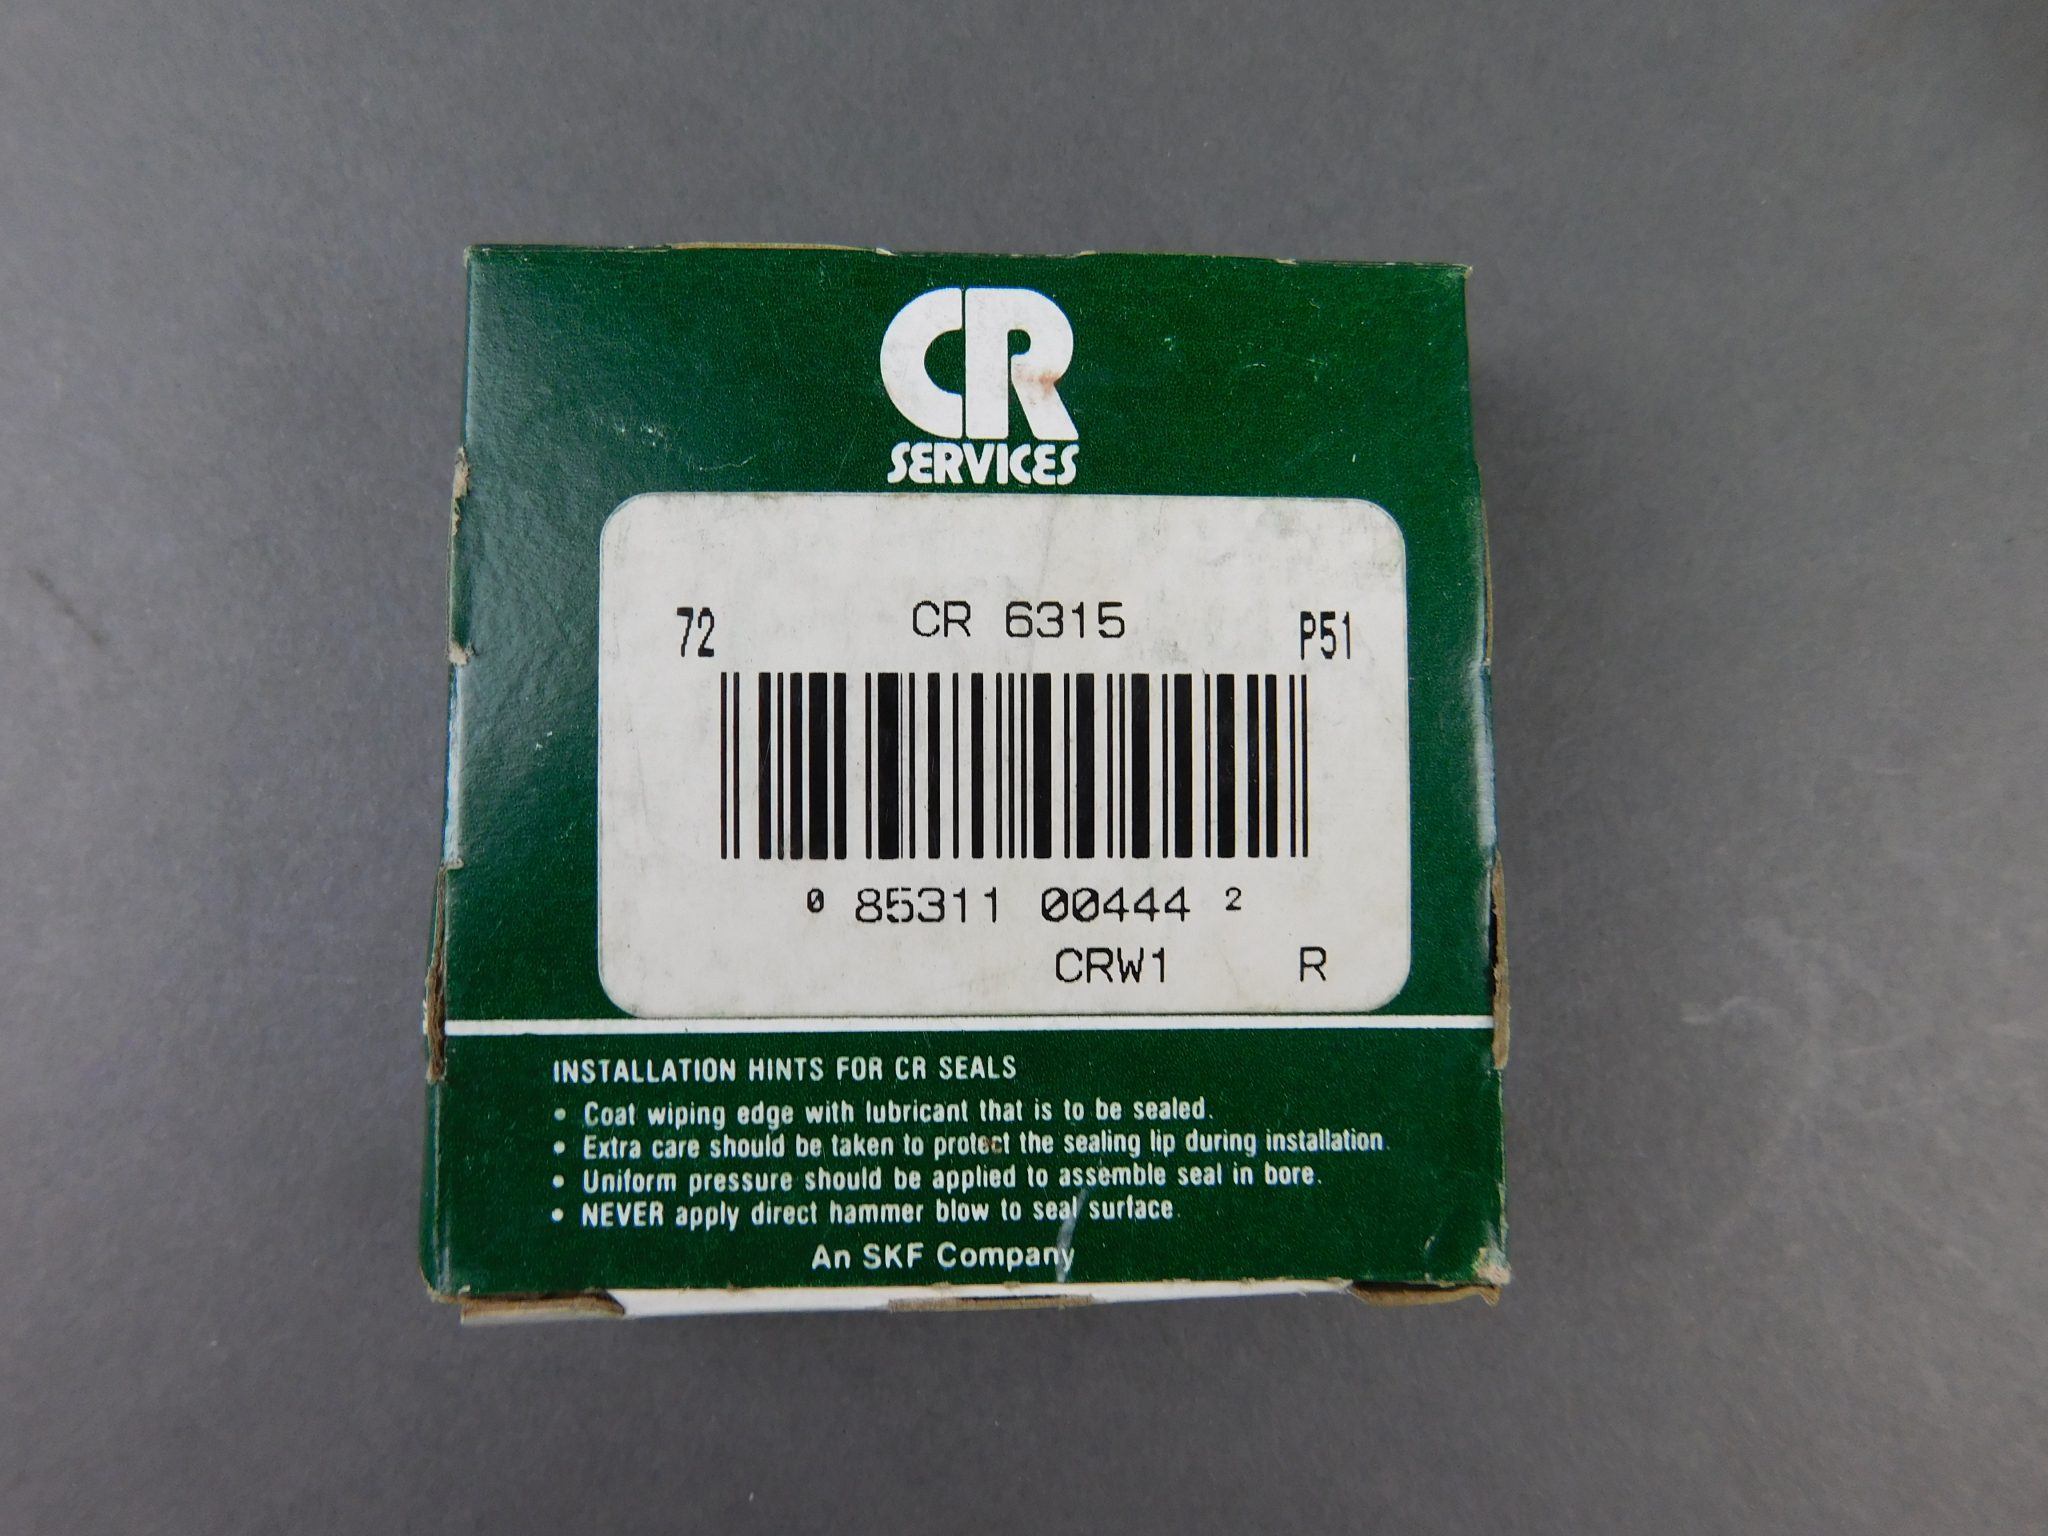 CR
SERVICES
72 CR 6315 P51
0 85311 00444 2
CRW1 R
INSTALLATION HINTS FOR CR SEALS
• Coat wiping edge with lubricant that is to be sealed.
• Extra care should be taken to protect the sealing lip during installation.
• Uniform pressure should be applied to assemble seal in bore.
• NEVER apply direct hammer blow to seal surface.
An SKF Company